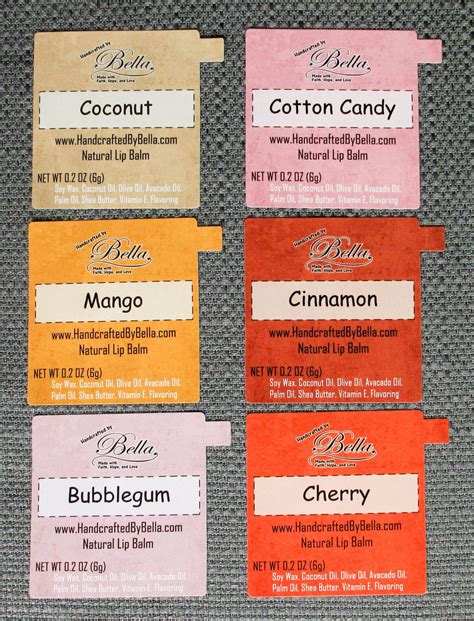 Handcrafted by
Bella
Made with
Faith, Hope, and Love
Coconut
www.HandcraftedByBella.com
Natural Lip Balm
NET WT 0.2 OZ (6g)
Soy Wax, Coconut Oil, Olive Oil, Avacado Oil,
Palm Oil, Shea Butter, Vitamin E, Flavoring
Handcrafted by
Bella
Made with
Faith, Hope, and Love
Cotton Candy
www.HandcraftedByBella.com
Natural Lip Balm
NET WT 0.2 OZ (6g)
Soy Wax, Coconut Oil, Olive Oil, Avacado Oil,
Palm Oil, Shea Butter, Vitamin E, Flavoring
Handcrafted by
Bella
Made with
Faith, Hope, and Love
Mango
www.HandcraftedByBella.com
Natural Lip Balm
NET WT 0.2 OZ (6g)
Soy Wax, Coconut Oil, Olive Oil, Avacado Oil,
Palm Oil, Shea Butter, Vitamin E, Flavoring
Handcrafted by
Bella
Made with
Faith, Hope, and Love
Cinnamon
www.HandcraftedByBella.com
Natural Lip Balm
NET WT 0.2 OZ (6g)
Soy Wax, Coconut Oil, Olive Oil, Avacado Oil,
Palm Oil, Shea Butter, Vitamin E, Flavoring
Handcrafted by
Bella
Made with
Faith, Hope, and Love
Bubblegum
www.HandcraftedByBella.com
Natural Lip Balm
NET WT 0.2 OZ (6g)
Soy Wax, Coconut Oil, Olive Oil, Avacado Oil,
Palm Oil, Shea Butter, Vitamin E, Flavoring
Handcrafted by
Bella
Made with
Faith, Hope, and Love
Cherry
www.HandcraftedByBella.com
Natural Lip Balm
NET WT 0.2 OZ (6g)
Soy Wax, Coconut Oil, Olive Oil, Avacado Oil,
Palm Oil, Shea Butter, Vitamin E, Flavoring